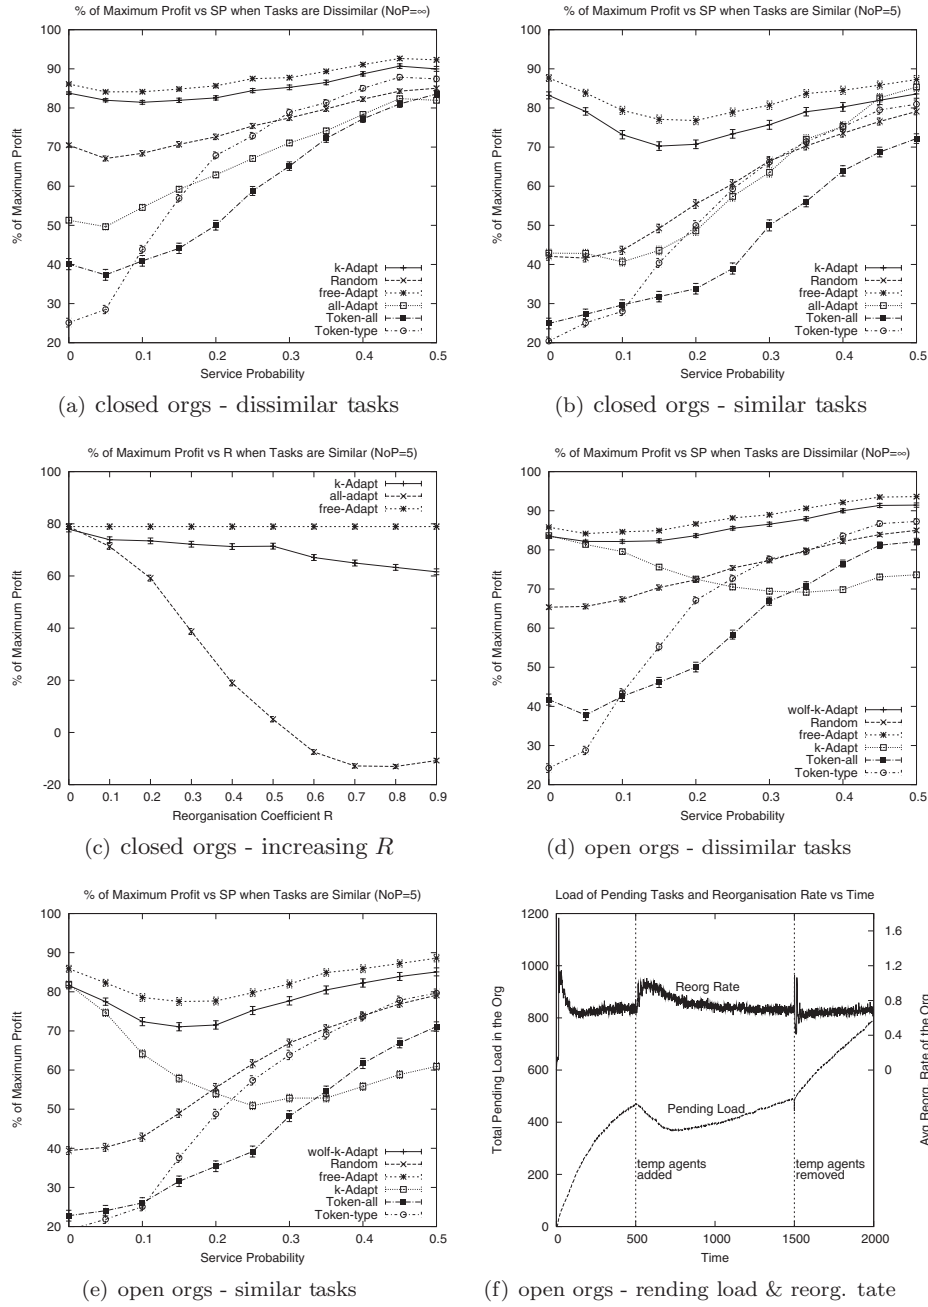 % of Maximum Profit vs SP when Tasks are Dissimilar (NoP=∞)
100
90
80
70
60
50
40
30
20
% of Maximum Profit
k-Adapt
Random
free-Adapt
all-Adapt
Token-all
Token-type
0 0.1 0.2 0.3 0.4 0.5
Service Probability
(a) closed orgs - dissimilar tasks
% of Maximum Profit vs SP when Tasks are Similar (NoP=5)
100
90
80
70
60
50
40
30
20
% of Maximum Profit
k-Adapt
Random
free-Adapt
all-Adapt
Token-all
Token-type
0 0.1 0.2 0.3 0.4 0.5
Service Probability
(b) closed orgs - similar tasks
% of Maximum Profit vs R when Tasks are Similar (NoP=5)
100
80
60
40
20
0
-20
% of Maximum Profit
k-Adapt
all-adapt
free-Adapt
0 0.1 0.2 0.3 0.4 0.5 0.6 0.7 0.8 0.9
Reorganisation Coefficient R
(c) closed orgs - increasing R
% of Maximum Profit vs SP when Tasks are Dissimilar (NoP=∞)
100
90
80
70
60
50
40
30
20
% of Maximum Profit
wolf-k-Adapt
Random
free-Adapt
k-Adapt
Token-all
Token-type
0 0.1 0.2 0.3 0.4 0.5
Service Probability
(d) open orgs - dissimilar tasks
% of Maximum Profit vs SP when Tasks are Similar (NoP=5)
100
90
80
70
60
50
40
30
20
% of Maximum Profit
wolf-k-Adapt
Random
free-Adapt
k-Adapt
Token-all
Token-type
0 0.1 0.2 0.3 0.4 0.5
Service Probability
(e) open orgs - similar tasks
Load of Pending Tasks and Reorganisation Rate vs Time
1200
1000
800
600
400
200
0
Total Pending Load in the Org
1.6
1.2
0.8
0.4
0
Avg Reorg. Rate of the Org
Reorg Rate
Pending Load
temp agents
added
temp agents
removed
0 500 1000 1500 2000
Time
(f) open orgs - rending load & reorg. tate